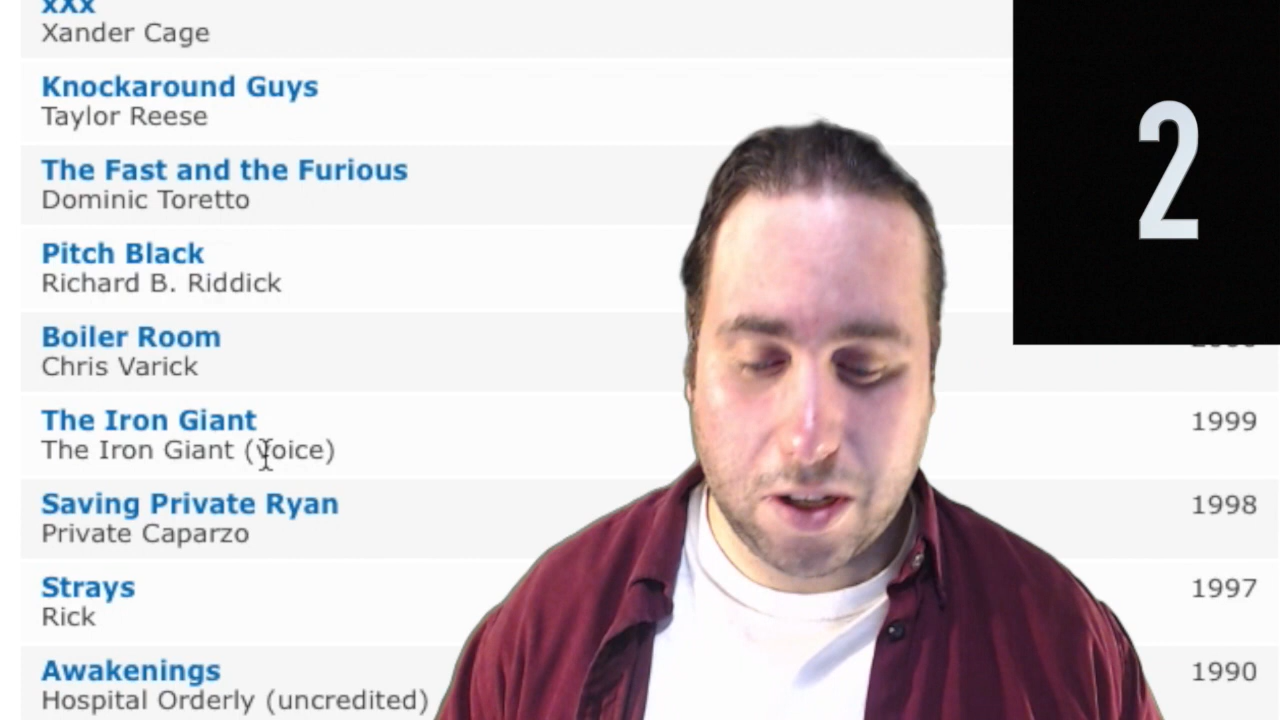 xXx
Xander Cage
Knockaround Guys
Taylor Reese
The Fast and the Furious
Dominic Toretto
2
Pitch Black
Richard B. Riddick
Boiler Room
Chris Varick
The Iron Giant 1999
The Iron Giant (voice)
Saving Private Ryan 1998
Private Caparzo
Strays 1997
Rick
Awakenings 1990
Hospital Orderly (uncredited)